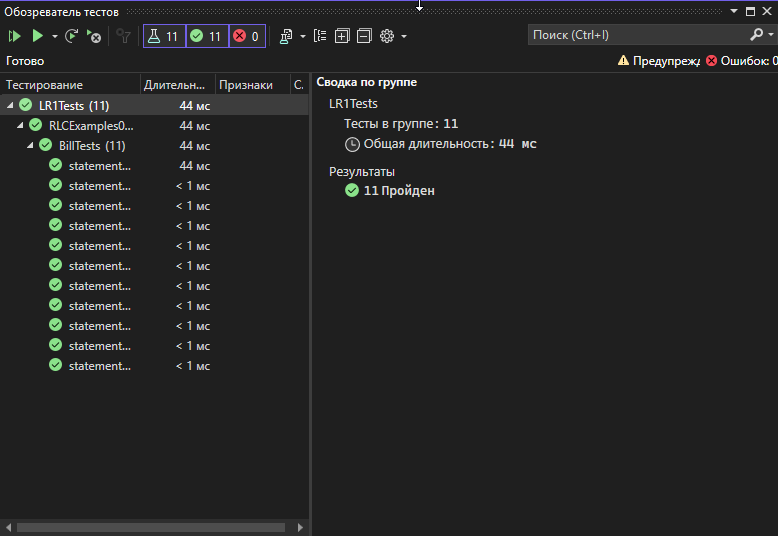 Обозреватель тестов
11 11 0
Поиск (Ctrl+I)
Готово
Предупрежд
Ошибок: 0
Тестирование Длительн... Признаки С.
LR1Tests (11) 44 мс
RLCExamples0... 44 мс
BillTests (11) 44 мс
statement... 44 мс
statement... < 1 мс
statement... < 1 мс
statement... < 1 мс
statement... < 1 мс
statement... < 1 мс
statement... < 1 мс
statement... < 1 мс
statement... < 1 мс
statement... < 1 мс
statement... < 1 мс
Сводка по группе
LR1Tests
Тесты в группе: 11
Общая длительность: 44 мс
Результаты
11 Пройден